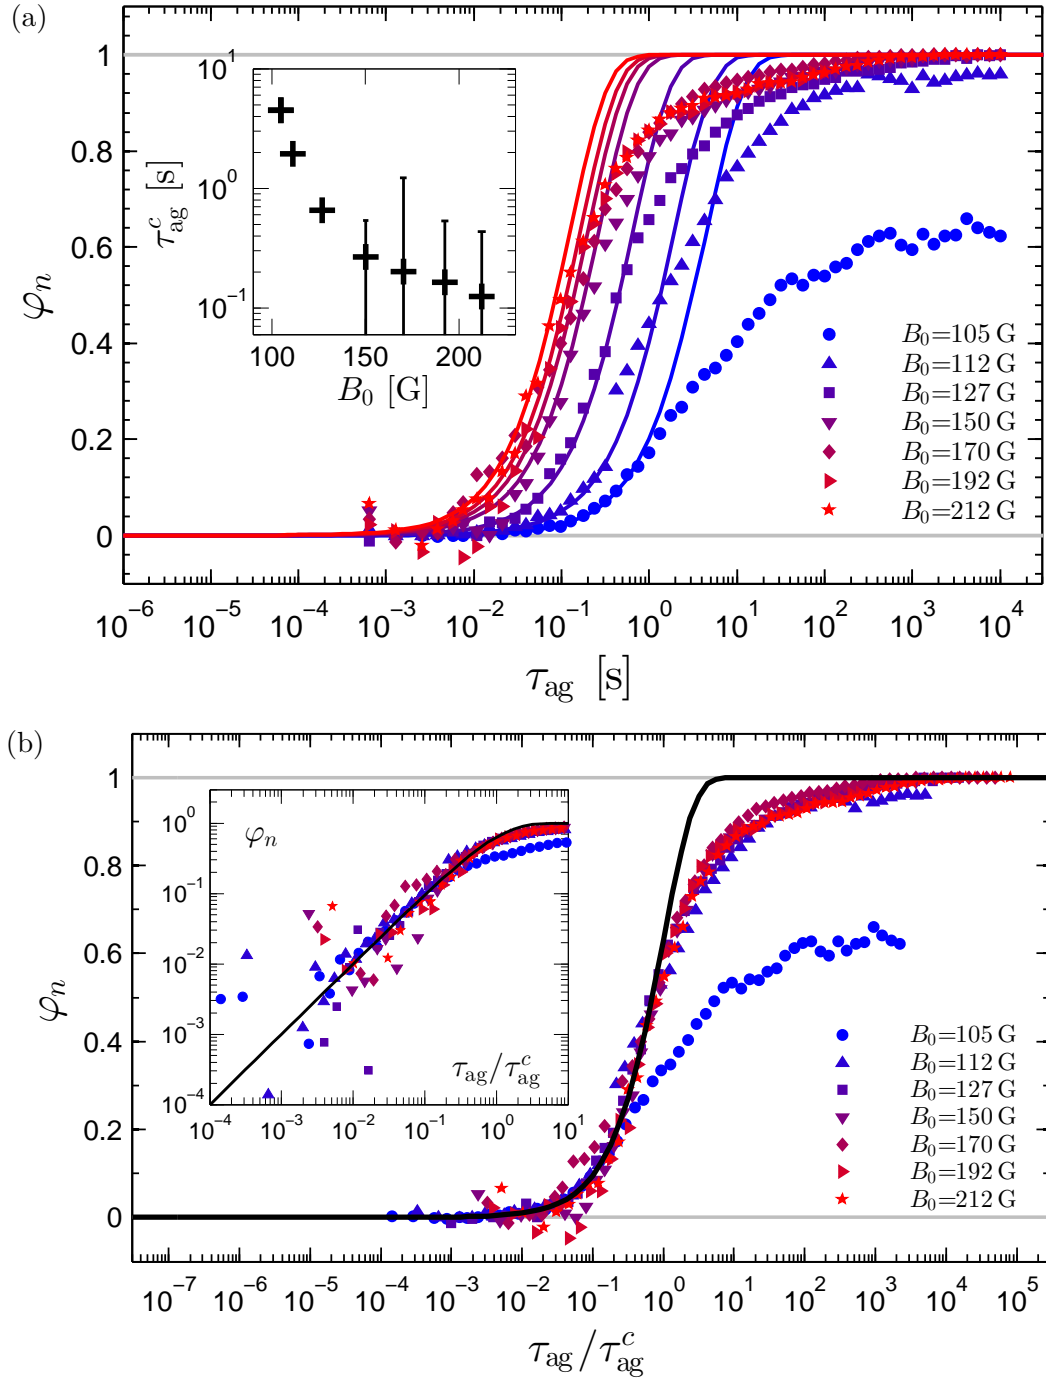 (a)
1
0.8
0.6
0.4
0.2
0
φn
10^1
10^0
10^−1
τ^c_ag [s]
100 150 200
B0 [G]
B0=105 G
B0=112 G
B0=127 G
B0=150 G
B0=170 G
B0=192 G
B0=212 G
10^−6 10^−5 10^−4 10^−3 10^−2 10^−1 10^0 10^1 10^2 10^3 10^4
τag [s]
(b)
1
0.8
0.6
0.4
0.2
0
φn
φn
10^0
10^−1
10^−2
10^−3
10^−4
τag/τ^c_ag
10^−4 10^−3 10^−2 10^−1 10^0 10^1
B0=105 G
B0=112 G
B0=127 G
B0=150 G
B0=170 G
B0=192 G
B0=212 G
10^−7 10^−6 10^−5 10^−4 10^−3 10^−2 10^−1 10^0 10^1 10^2 10^3 10^4 10^5
τag/τ^c_ag